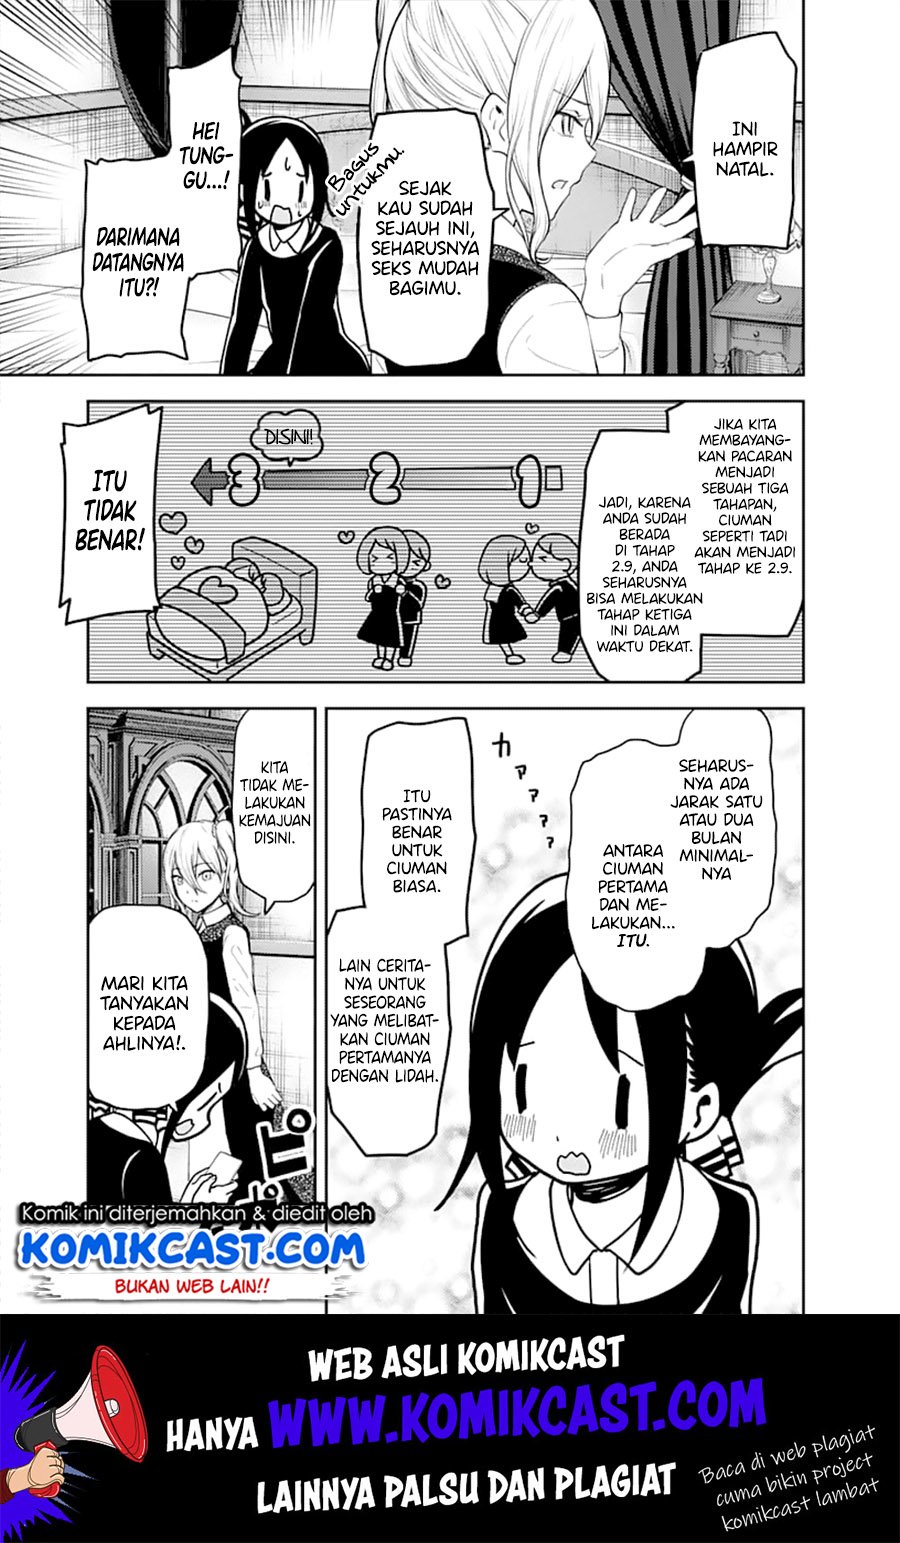 INI
HAMPIR
NATAL.
SEJAK
KAU SUDAH
SEJAUH INI,
SEHARUSNYA
SEKS MUDAH
BAGIMU.
Bagus
untukmu.
HEI
TUNG-
GU...!
DARIMANA
DATANGNYA
ITU?!
JIKA KITA
MEMBAYANG-
KAN PACARAN
MENJADI
SEBUAH TIGA
TAHAPAN,
CIUMAN
SEPERTI TADI
AKAN MENJADI
TAHAP KE 2.9.
JADI, KARENA
ANDA SUDAH
BERADA
DI TAHAP
2.9, ANDA
SEHARUSNYA
BISA MELAKUKAN
TAHAP KETIGA
INI DALAM
WAKTU DEKAT.
DISINI!
3 2 1
ITU
TIDAK
BENAR!
SEHARUS-
NYA ADA
JARAK SATU
ATAU DUA
BULAN
MINIMAL-
NYA
ANTARA
CIUMAN
PERTAMA
DAN ME-
LAKUKAN...
ITU.
カァァァァ
ITU
PASTINYA
BENAR
UNTUK
CIUMAN
BIASA.
LAIN CERITA-
NYA UNTUK
SESEORANG
YANG MELIBAT-
KAN CIUMAN
PERTAMANYA
DENGAN LIDAH.
KITA
TIDAK ME-
LAKUKAN
KEMAJUAN
DISINI.
MARI KITA
TANYAKAN
KEPADA
AHLINYA!.
Komik ini diterjemahkan & diedit oleh
KOMIKCAST.COM
BUKAN WEB LAIN!!
WEB ASLI KOMIKCAST
HANYA WWW.KOMIKCAST.COM
LAINNYA PALSU DAN PLAGIAT
Baca di web plagiat
cuma bikin project
komikcast lambat